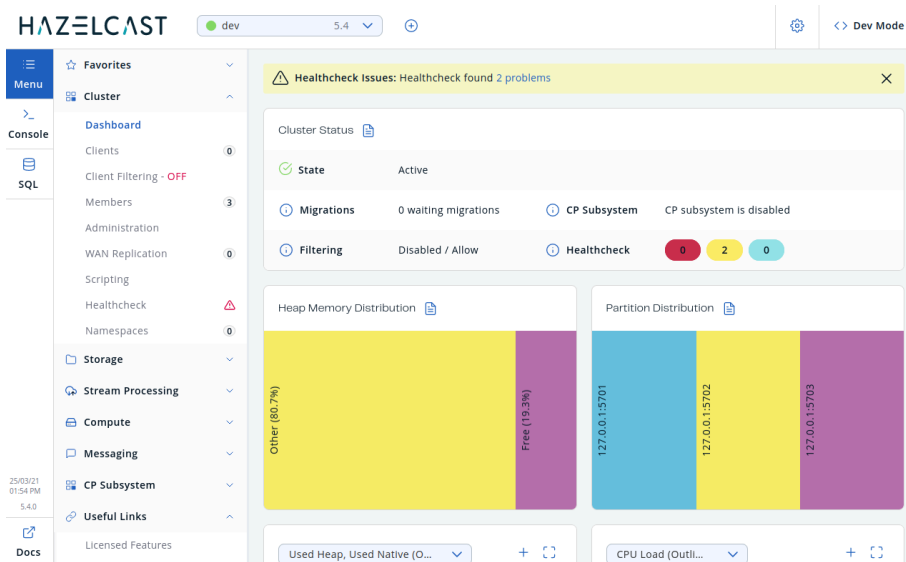 HAZELCAST
dev 5.4
Dev Mode
Menu
Console
SQL
25/03/21
01:54 PM
5.4.0
Docs
Favorites
Cluster
Dashboard
Clients 0
Client Filtering - OFF
Members 3
Administration
WAN Replication 0
Scripting
Healthcheck
Namespaces 0
Storage
Stream Processing
Compute
Messaging
CP Subsystem
Useful Links
Licensed Features
Healthcheck Issues: Healthcheck found 2 problems
Cluster Status
State Active
Migrations 0 waiting migrations CP Subsystem CP subsystem is disabled
Filtering Disabled / Allow Healthcheck 0 2 0
Heap Memory Distribution
Other (80.7%)
Free (19.3%)
Partition Distribution
127.0.0.1:5701
127.0.0.1:5702
127.0.0.1:5703
Used Heap, Used Native (O...
CPU Load (Outli...